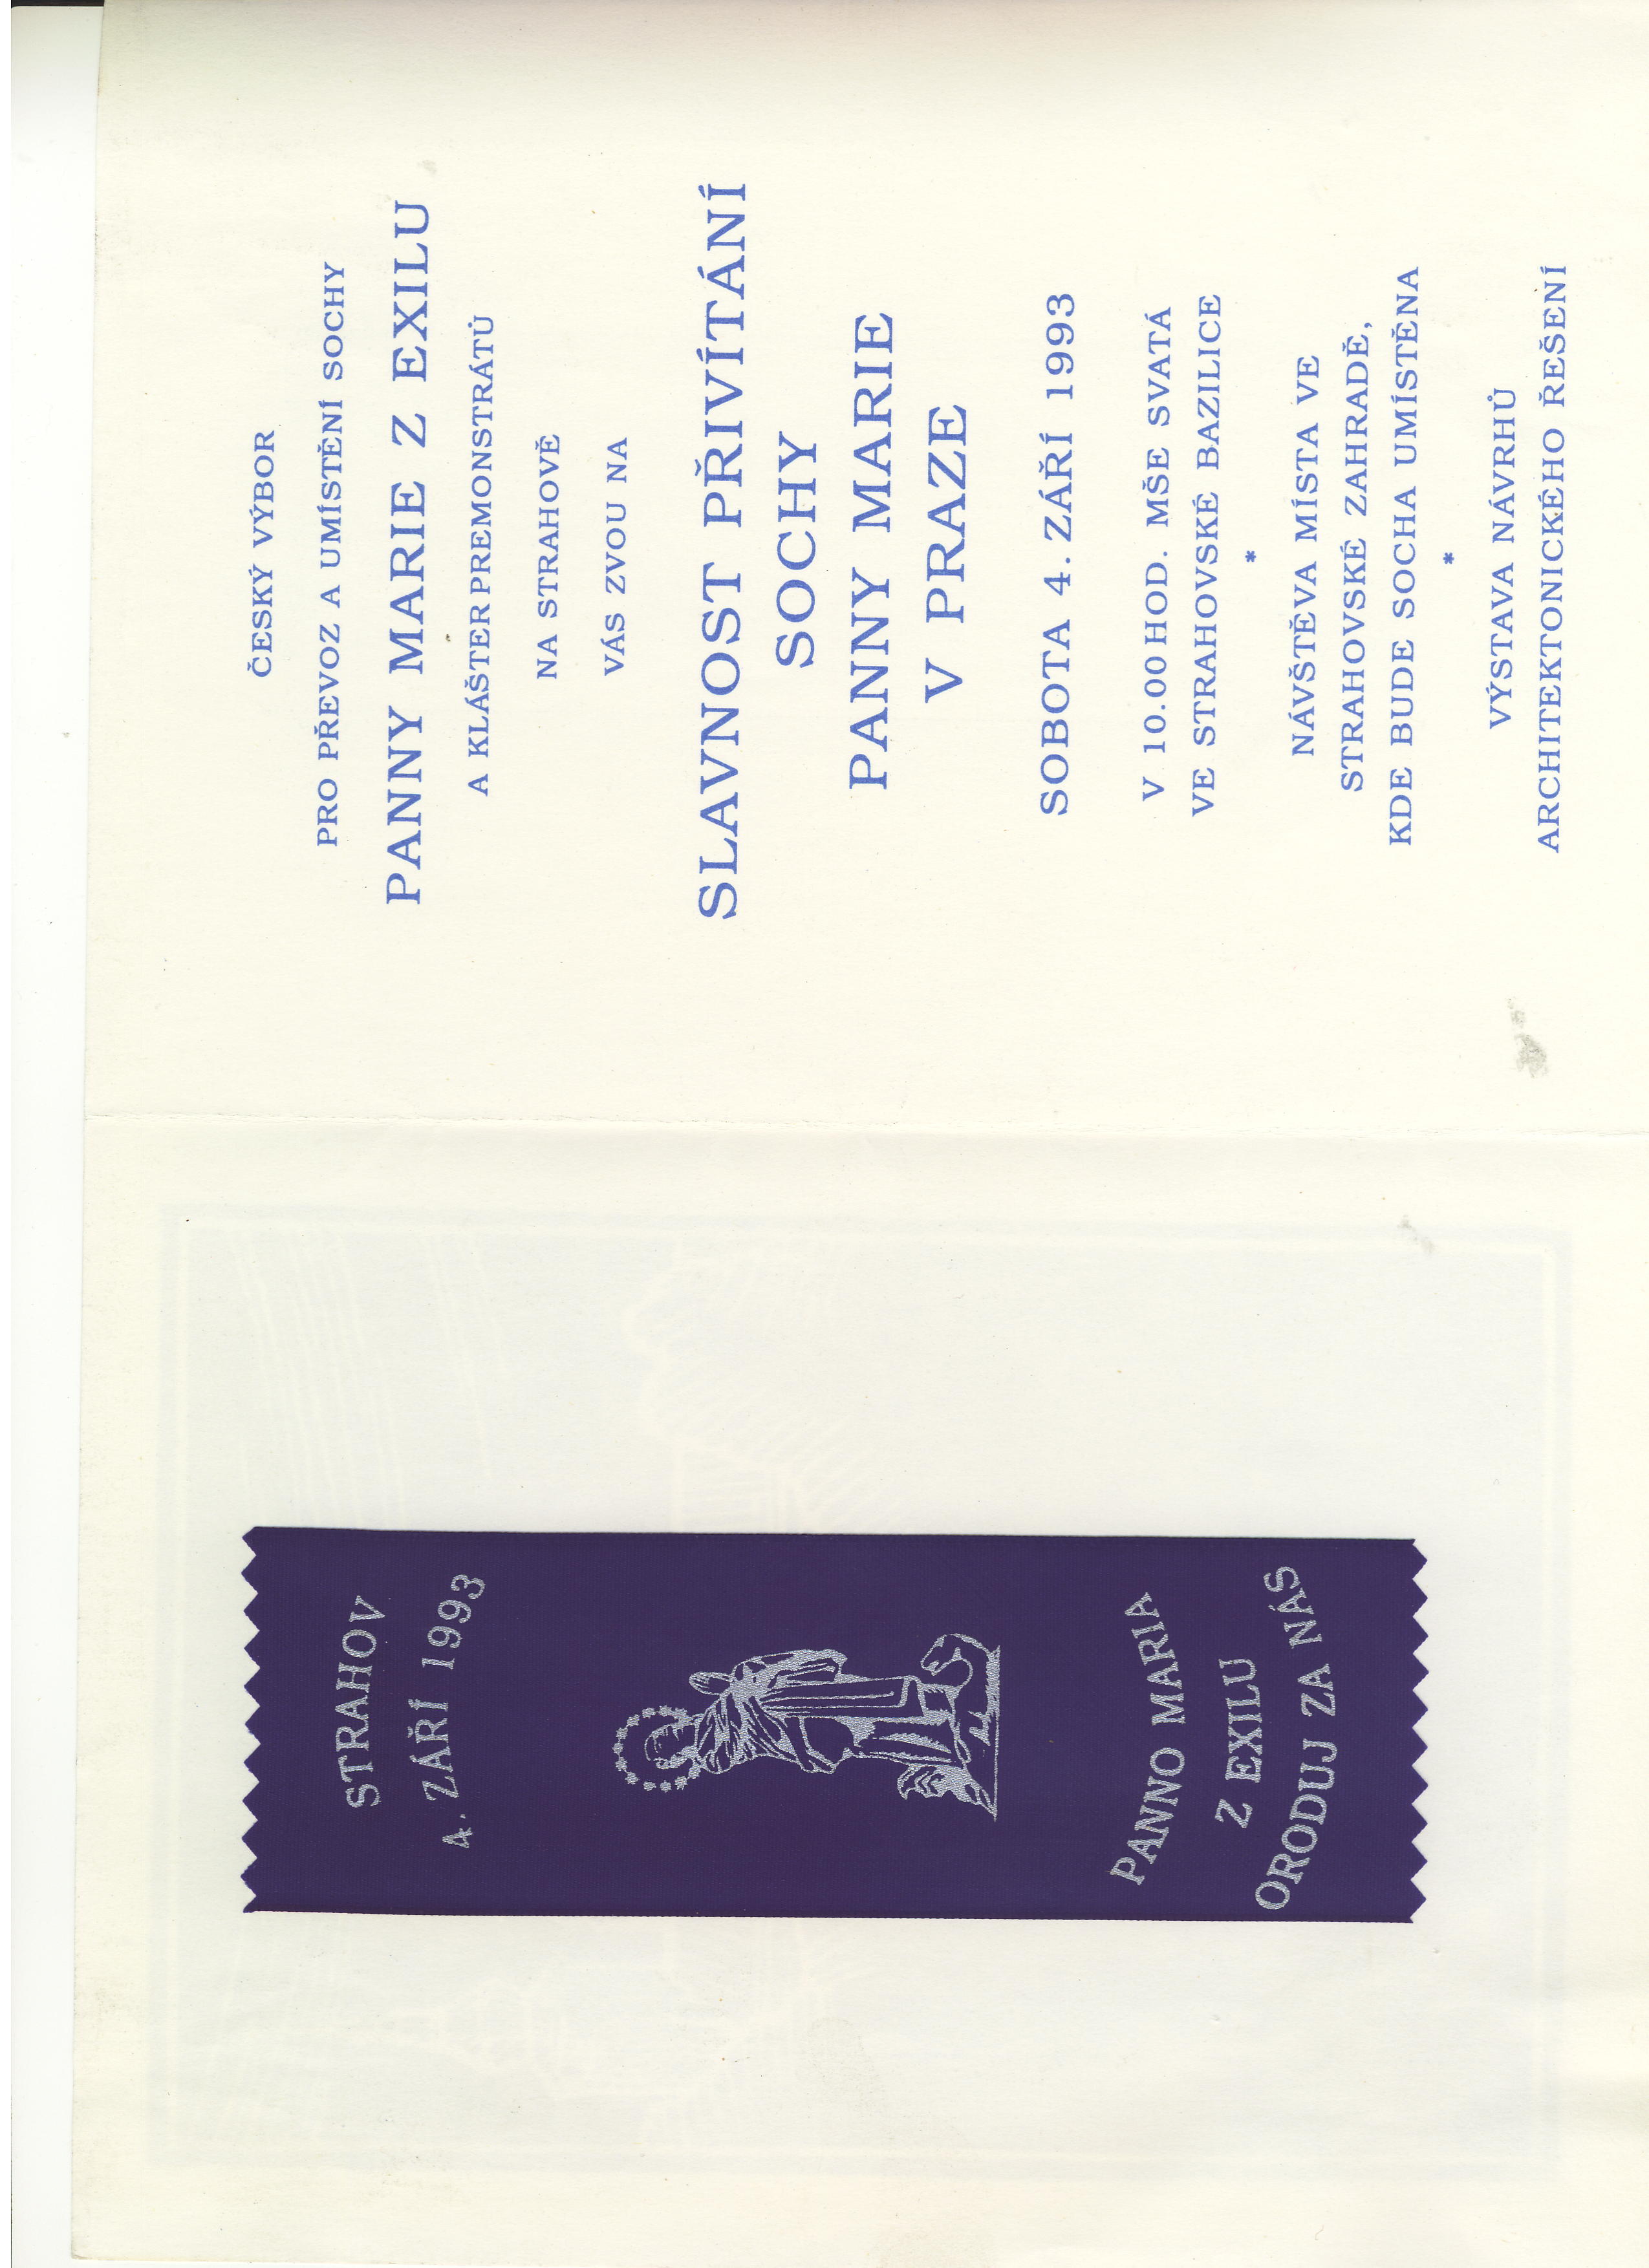 STRAHOV
4. ZÁŘÍ 1993
PANNO MARIA
Z EXILU
ORODUJ ZA NÁS
ČESKÝ VÝBOR
PRO PŘEVOZ A UMÍSTĚNÍ SOCHY
PANNY MARIE Z EXILU
A KLÁŠTER PREMONSTRÁTŮ
NA STRAHOVĚ
VÁS ZVOU NA
SLAVNOST PŘIVÍTÁNÍ
SOCHY
PANNY MARIE
V PRAZE
SOBOTA 4. ZÁŘÍ 1993
V 10.00 HOD. MŠE SVATÁ
VE STRAHOVSKÉ BAZILICE
*
NÁVŠTĚVA MÍSTA VE
STRAHOVSKÉ ZAHRADĚ,
KDE BUDE SOCHA UMÍSTĚNA
*
VÝSTAVA NÁVRHŮ
ARCHITEKTONICKÉHO ŘEŠENÍ